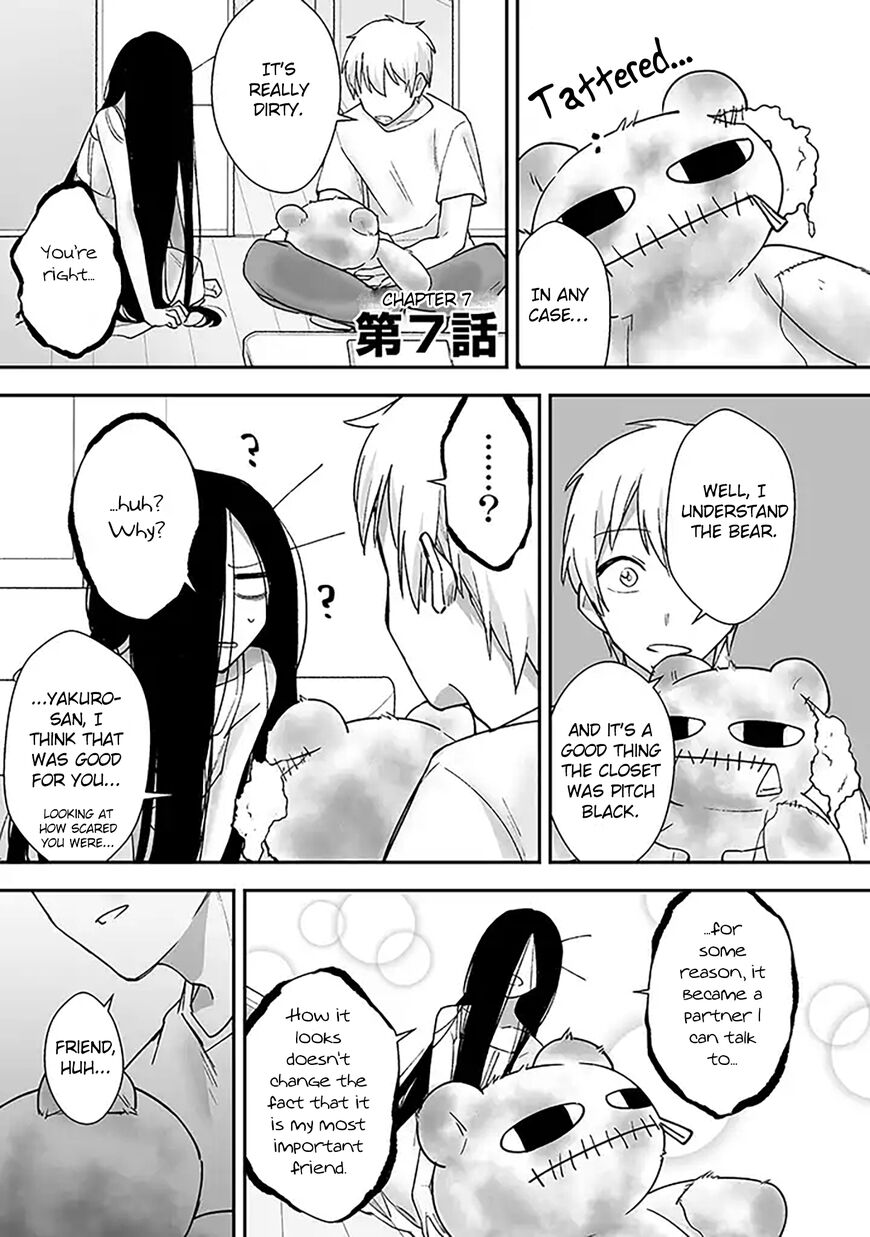 Tattered...
IN ANY
CASE...
IT'S
REALLY
DIRTY.
You're
right...
CHAPTER 7
第7話
WELL, I
UNDERSTAND
THE BEAR.
AND IT'S A
GOOD THING
THE CLOSET
WAS PITCH
BLACK.
........?
...huh?
Why?
?
?
...YAKURO-
SAN, I
THINK THAT
WAS GOOD
FOR YOU...
LOOKING AT
HOW SCARED
YOU WERE...
...for
some
reason, it
became a
partner I
can talk
to...
How it
looks
doesn't
change the
fact that it
is my most
important
friend.
FRIEND,
HUH...